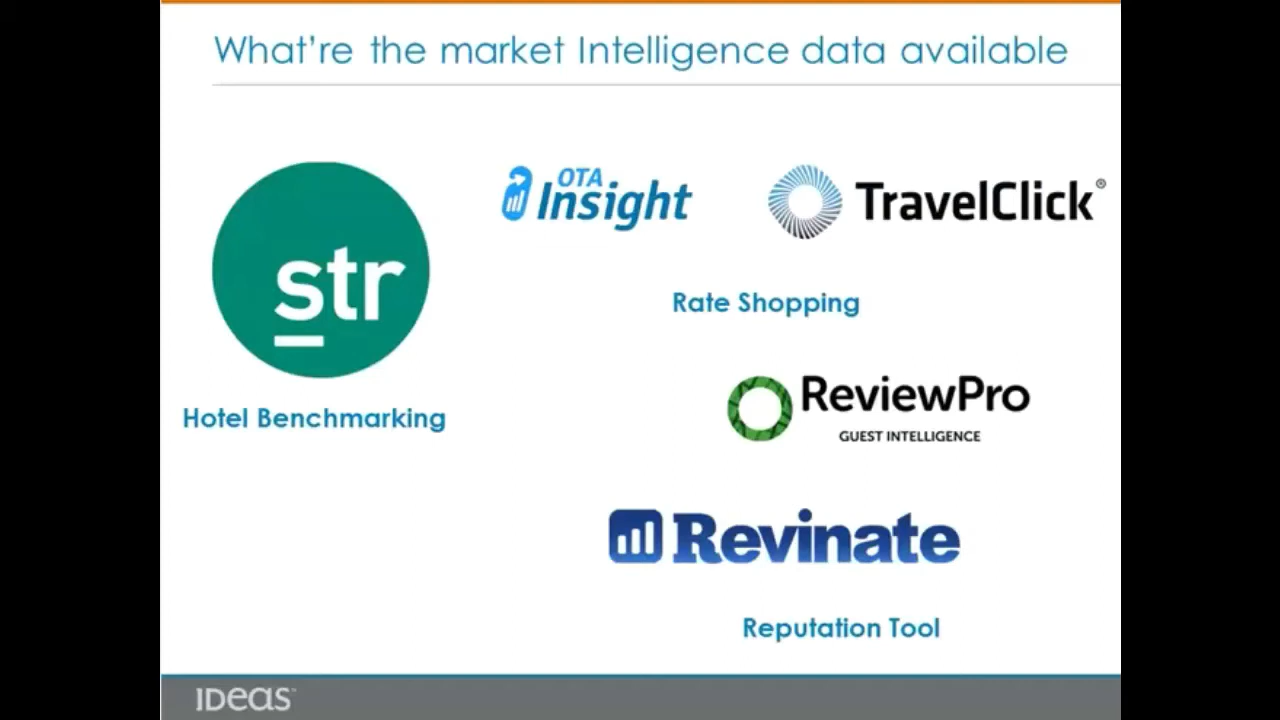 What're the market Intelligence data available
str
Hotel Benchmarking
OTA
Insight
TravelClick®
Rate Shopping
ReviewPro
GUEST INTELLIGENCE
Revinate
Reputation Tool
IDeaS™